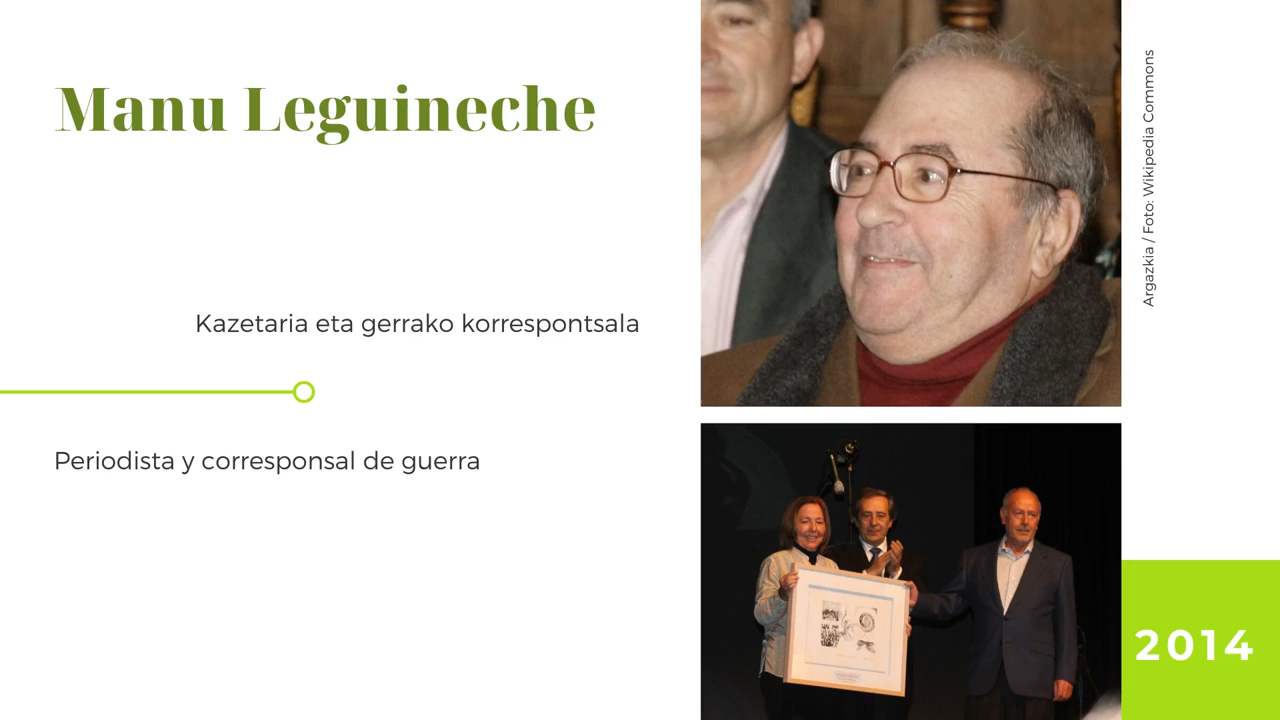 Manu Leguineche
Kazetaria eta gerrako korrespontsala
Periodista y corresponsal de guerra
Argazkia / Foto: Wikipedia Commons
2014